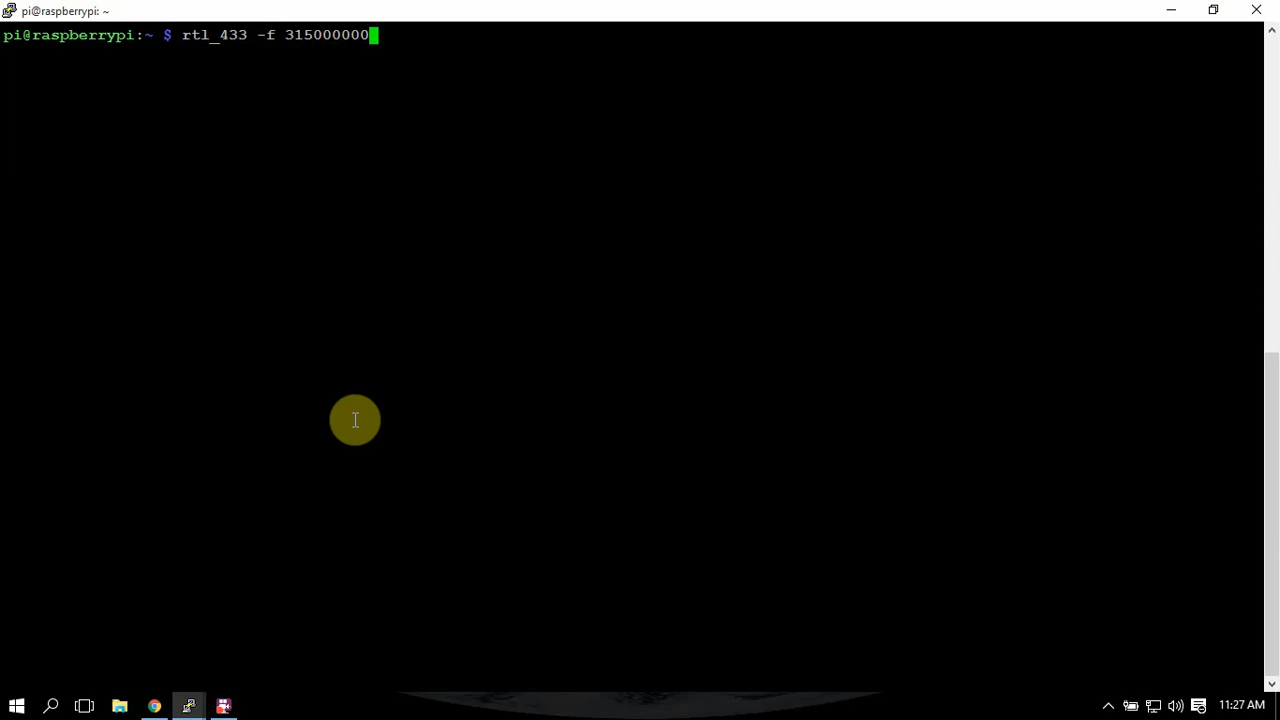 pi@raspberrypi: ~
pi@raspberrypi:~ $ rtl_433 -f 315000000
11:27 AM